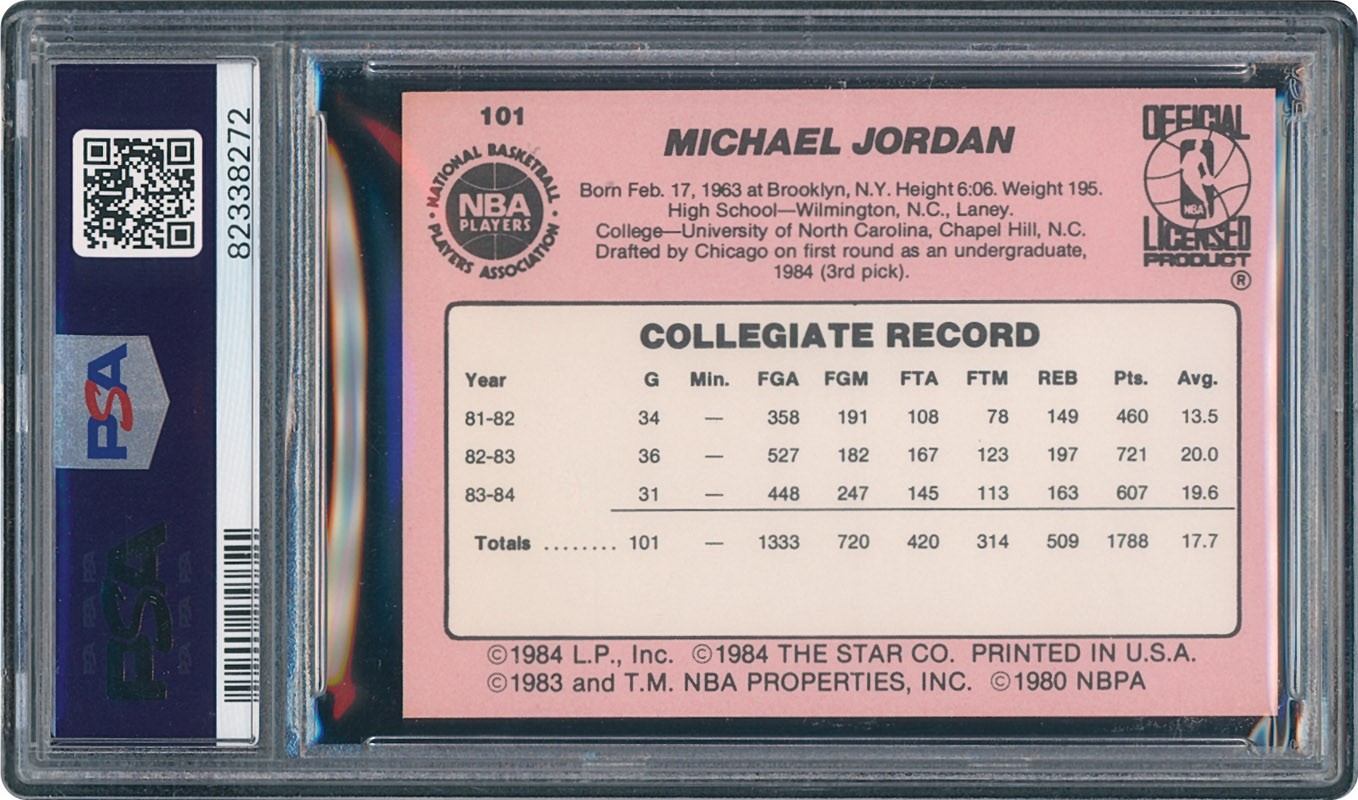 82338272
PSA
PSA
101
NATIONAL BASKETBALL
NBA
PLAYERS
PLAYERS ASSOCIATION
MICHAEL JORDAN
Born Feb. 17, 1963 at Brooklyn, N.Y. Height 6:06. Weight 195.
High School—Wilmington, N.C., Laney.
College—University of North Carolina, Chapel Hill, N.C.
Drafted by Chicago on first round as an undergraduate,
1984 (3rd pick).
OFFICIAL
NBA
LICENSED
PRODUCT
®
COLLEGIATE RECORD
Year G Min. FGA FGM FTA FTM REB Pts. Avg.
81-82 34 — 358 191 108 78 149 460 13.5
82-83 36 — 527 182 167 123 197 721 20.0
83-84 31 — 448 247 145 113 163 607 19.6
Totals ........ 101 — 1333 720 420 314 509 1788 17.7
©1984 L.P., Inc. ©1984 THE STAR CO. PRINTED IN U.S.A.
©1983 and T.M. NBA PROPERTIES, INC. ©1980 NBPA